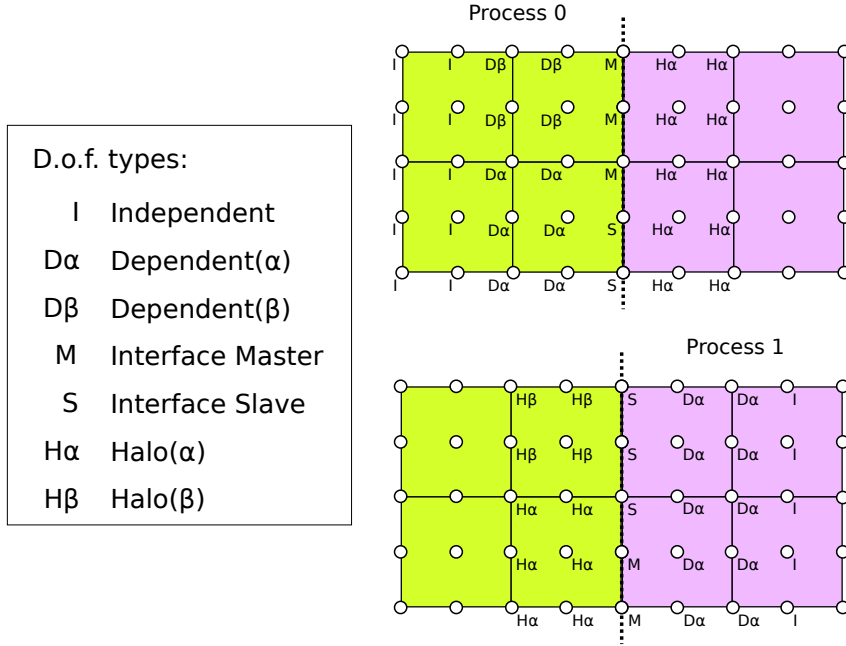 Process 0
I I Dβ Dβ M Hα Hα
I I Dβ Dβ M Hα Hα
I I Dα Dα M Hα Hα
I I Dα Dα S Hα Hα
I I Dα Dα S Hα Hα
D.o.f. types:
I Independent
Dα Dependent(α)
Dβ Dependent(β)
M Interface Master
S Interface Slave
Hα Halo(α)
Hβ Halo(β)
Process 1
Hβ Hβ S Dα Dα I
Hβ Hβ S Dα Dα I
Hα Hα S Dα Dα I
Hα Hα M Dα Dα I
Hα Hα M Dα Dα I